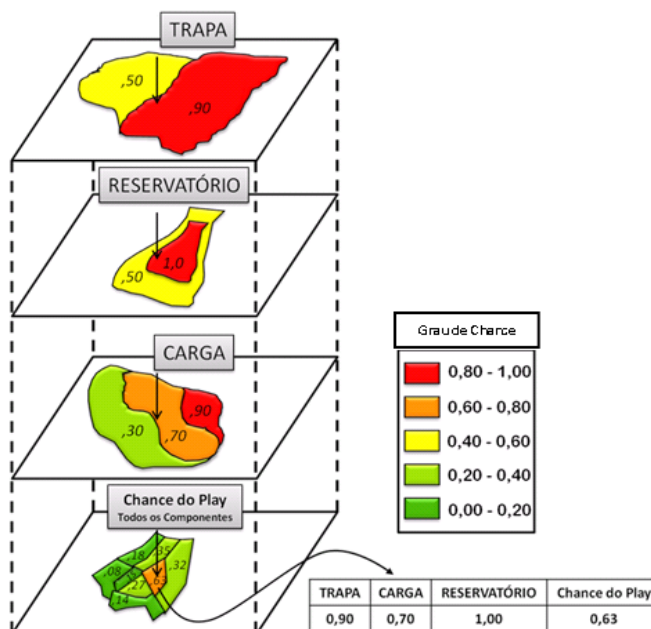 TRAPA
,50
,90
RESERVATÓRIO
,50
1,0
CARGA
,30
,70
,90
Grau de Chance
0,80 - 1,00
0,60 - 0,80
0,40 - 0,60
0,20 - 0,40
0,00 - 0,20
Chance do Play
Todos os Componentes
,18
,35
,08
,32
,27
,63
,14
TRAPA CARGA RESERVATÓRIO Chance do Play
0,90 0,70 1,00 0,63